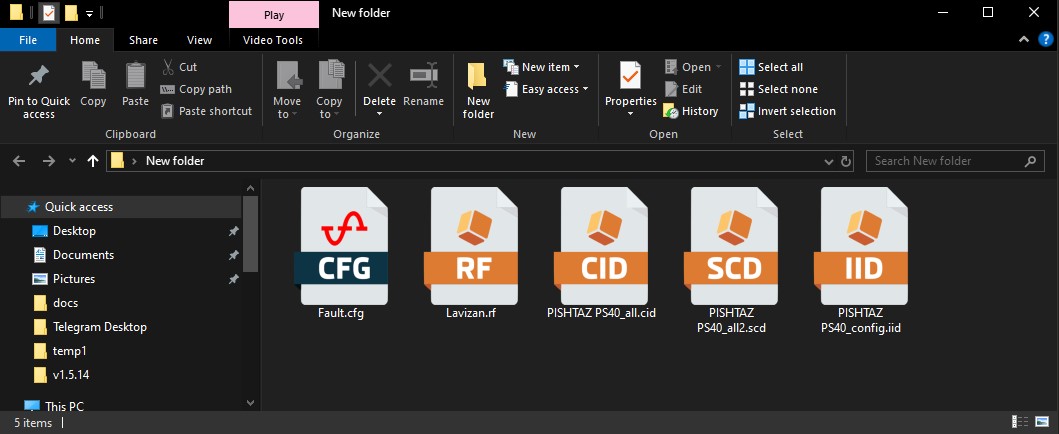 Play
New folder
File
Home
Share
View
Video Tools
Pin to Quick
access
Copy
Paste
Cut
Copy path
Paste shortcut
Clipboard
Move
to
Copy
to
Delete
Rename
Organize
New
folder
New item
Easy access
New
Properties
Open
Edit
History
Open
Select all
Select none
Invert selection
Select
New folder
Search New folder
Quick access
Desktop
Documents
Pictures
docs
Telegram Desktop
temp1
v1.5.14
This PC
CFG
Fault.cfg
RF
Lavizan.rf
CID
PISHTAZ PS40_all.cid
SCD
PISHTAZ
PS40_all2.scd
IID
PISHTAZ
PS40_config.iid
5 items